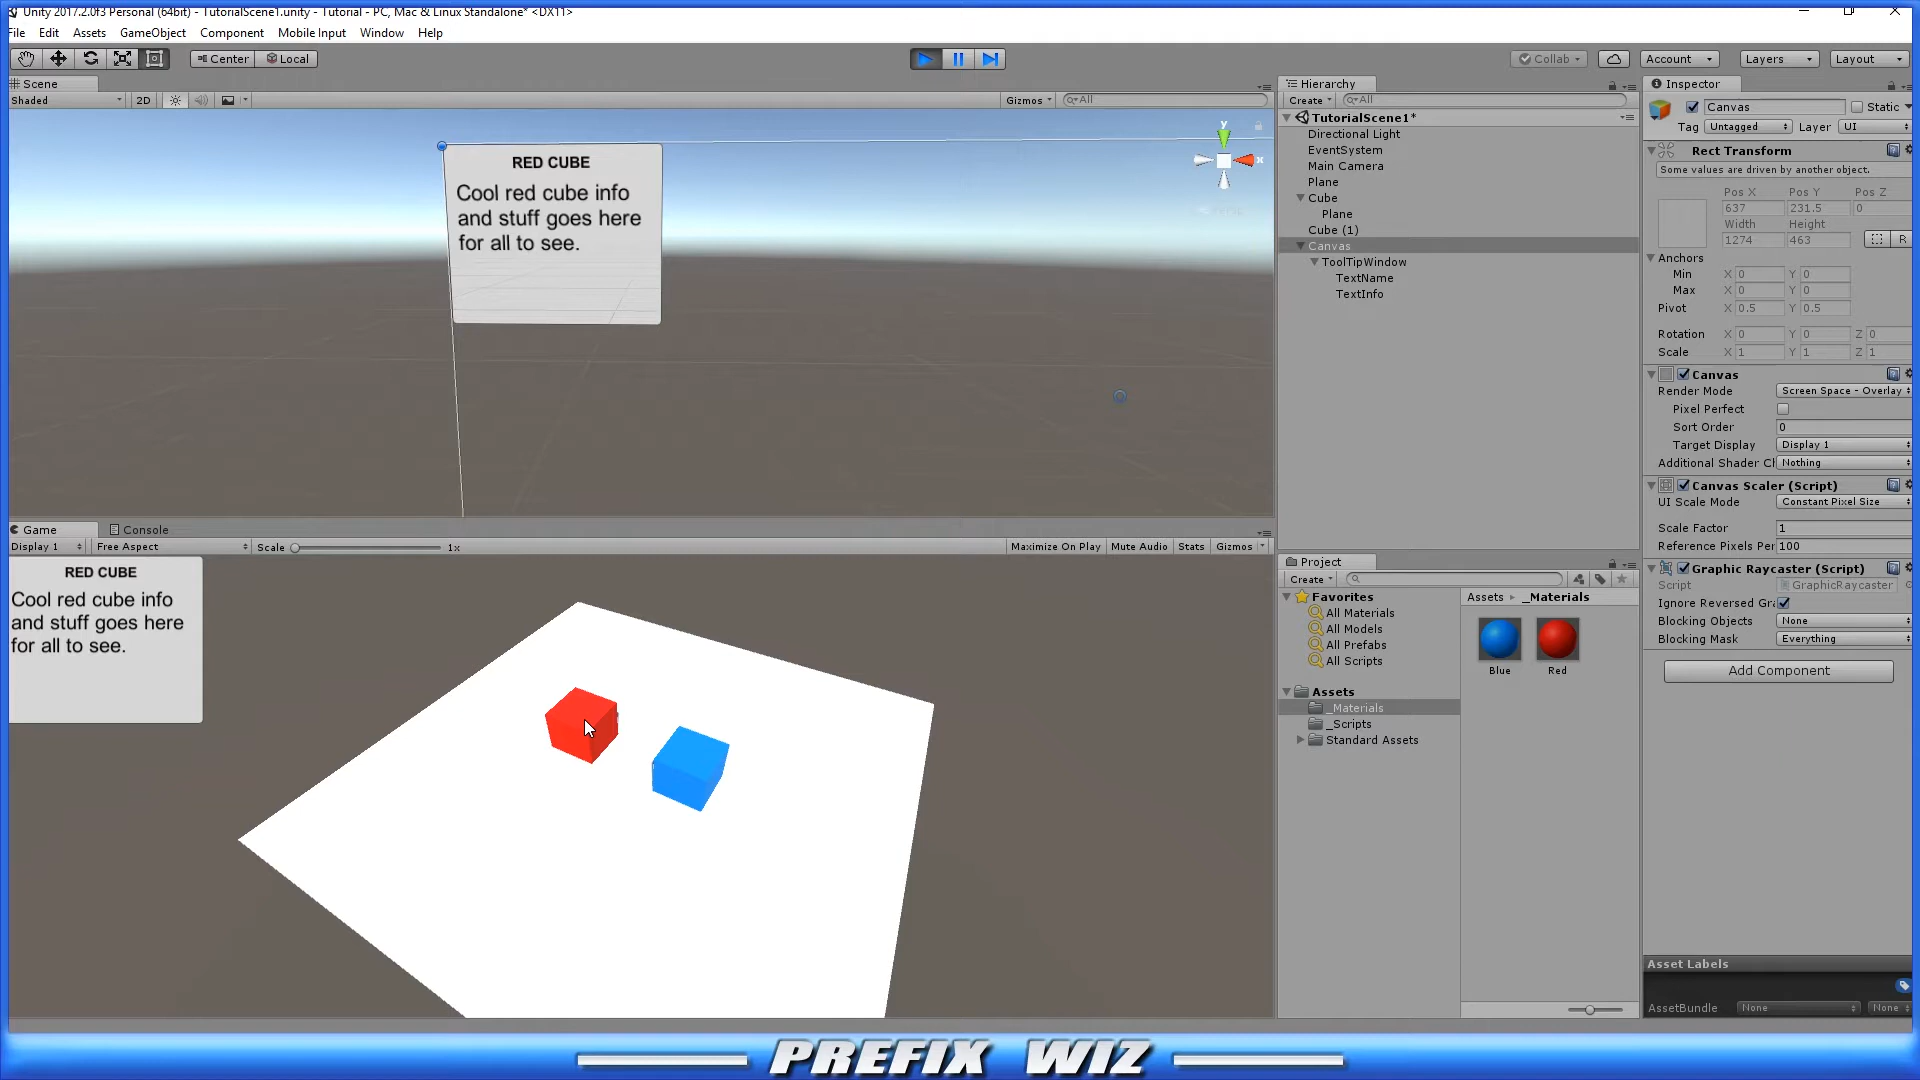 Unity 2017.2.0f3 Personal (64bit) - TutorialScene1.unity - Tutorial - PC, Mac & Linux Standalone* <DX11>
File Edit Assets GameObject Component Mobile Input Window Help
Center Local
Collab Account Layers Layout
Scene
Shaded 2D Gizmos All
y
x
RED CUBE
Cool red cube info
and stuff goes here
for all to see.
Game Console
Display 1 Free Aspect Scale 1x Maximize On Play Mute Audio Stats Gizmos
RED CUBE
Cool red cube info
and stuff goes here
for all to see.
Hierarchy
Create All
TutorialScene1*
Directional Light
EventSystem
Main Camera
Plane
Cube
Plane
Cube (1)
Canvas
ToolTipWindow
TextName
TextInfo
Project
Create
Favorites
All Materials
All Models
All Prefabs
All Scripts
Assets
_Materials
_Scripts
Standard Assets
Assets _Materials
Blue Red
Inspector
Canvas Static
Tag Untagged Layer UI
Rect Transform
Some values are driven by another object.
Pos X Pos Y Pos Z
637 231.5 0
Width Height
1274 463 R
Anchors
Min X 0 Y 0
Max X 0 Y 0
Pivot X 0.5 Y 0.5
Rotation X 0 Y 0 Z 0
Scale X 1 Y 1 Z 1
Canvas
Render Mode Screen Space - Overlay
Pixel Perfect
Sort Order 0
Target Display Display 1
Additional Shader Ch Nothing
Canvas Scaler (Script)
UI Scale Mode Constant Pixel Size
Scale Factor 1
Reference Pixels Per 100
Graphic Raycaster (Script)
Script GraphicRaycaster
Ignore Reversed Gra
Blocking Objects None
Blocking Mask Everything
Add Component
Asset Labels
AssetBundle None None
PREFIX WIZ